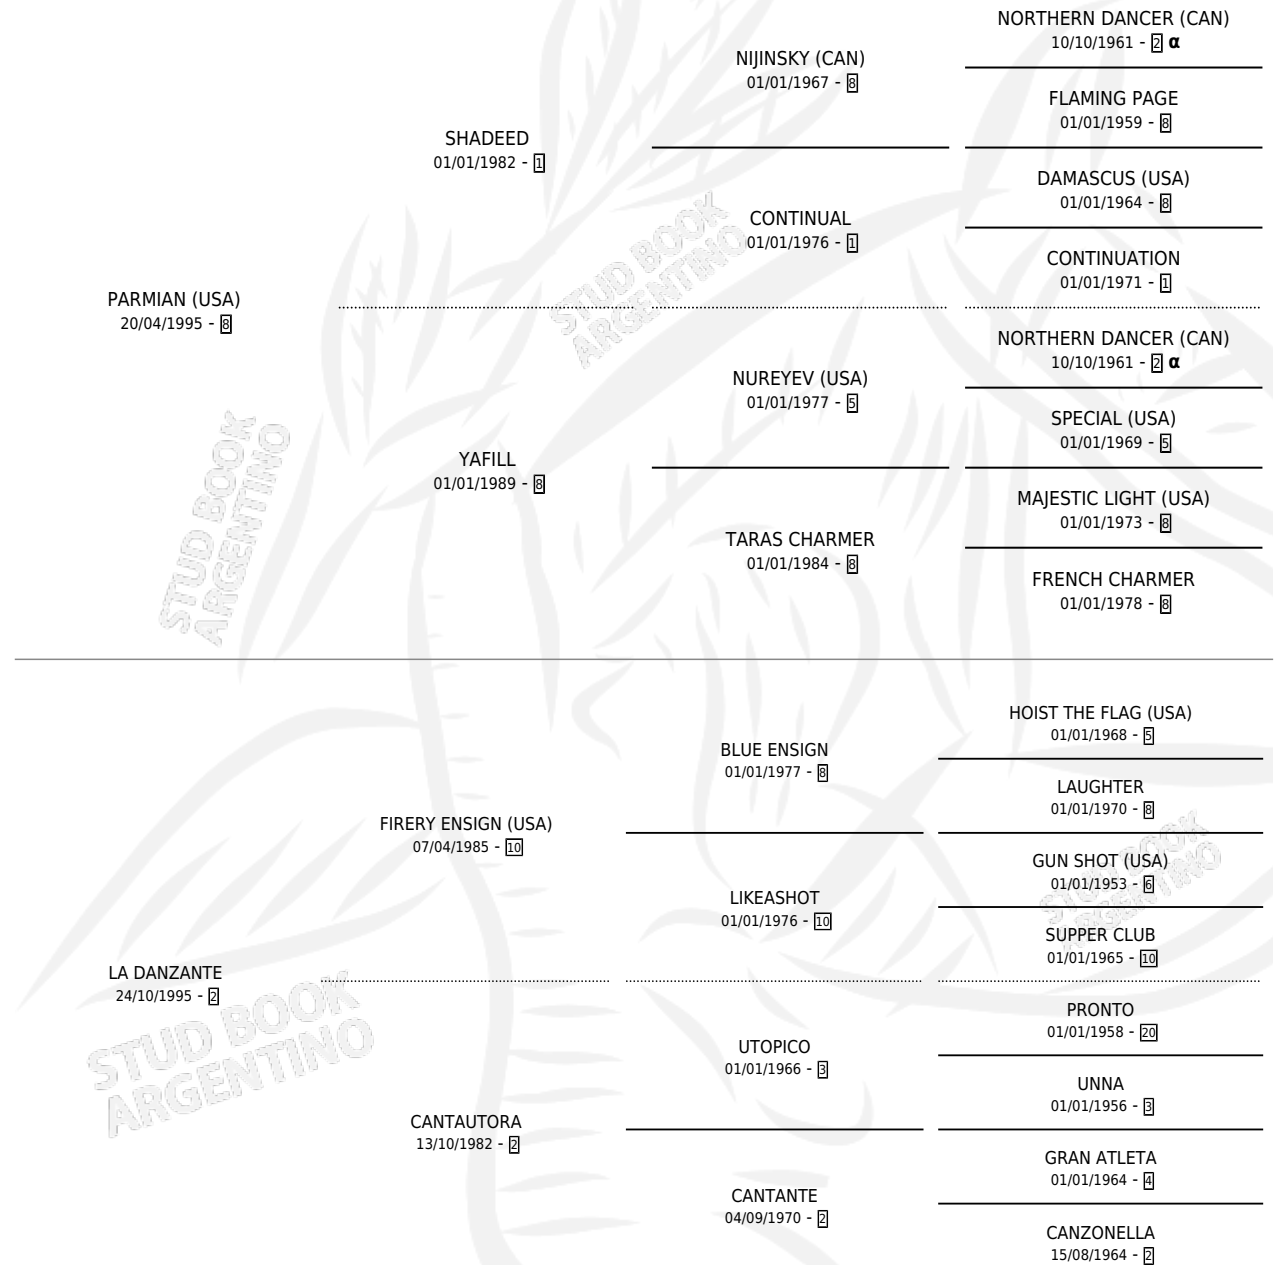 NORTHERN DANCER (CAN)
10/10/1961 - 2 α
NIJINSKY (CAN)
01/01/1967 - 8
FLAMING PAGE
01/01/1959 - 8
SHADEED
01/01/1982 - 1
DAMASCUS (USA)
01/01/1964 - 8
CONTINUAL
01/01/1976 - 1
CONTINUATION
01/01/1971 - 1
PARMIAN (USA)
20/04/1995 - 8
NORTHERN DANCER (CAN)
10/10/1961 - 2 α
NUREYEV (USA)
01/01/1977 - 5
SPECIAL (USA)
01/01/1969 - 5
YAFILL
01/01/1989 - 8
MAJESTIC LIGHT (USA)
01/01/1973 - 8
TARAS CHARMER
01/01/1984 - 8
FRENCH CHARMER
01/01/1978 - 8
HOIST THE FLAG (USA)
01/01/1968 - 5
BLUE ENSIGN
01/01/1977 - 8
LAUGHTER
01/01/1970 - 8
FIRERY ENSIGN (USA)
07/04/1985 - 10
GUN SHOT (USA)
01/01/1953 - 6
LIKEASHOT
01/01/1976 - 10
SUPPER CLUB
01/01/1965 - 10
LA DANZANTE
24/10/1995 - 2
PRONTO
01/01/1958 - 20
UTOPICO
01/01/1966 - 3
UNNA
01/01/1956 - 3
CANTAUTORA
13/10/1982 - 2
GRAN ATLETA
01/01/1964 - 4
CANTANTE
04/09/1970 - 2
CANZONELLA
15/08/1964 - 2
STUD BOOK
ARGENTINO
STUD BOOK
ARGENTINO
STUD BOOK
ARGENTINO
STUD BOOK
ARGENTINO